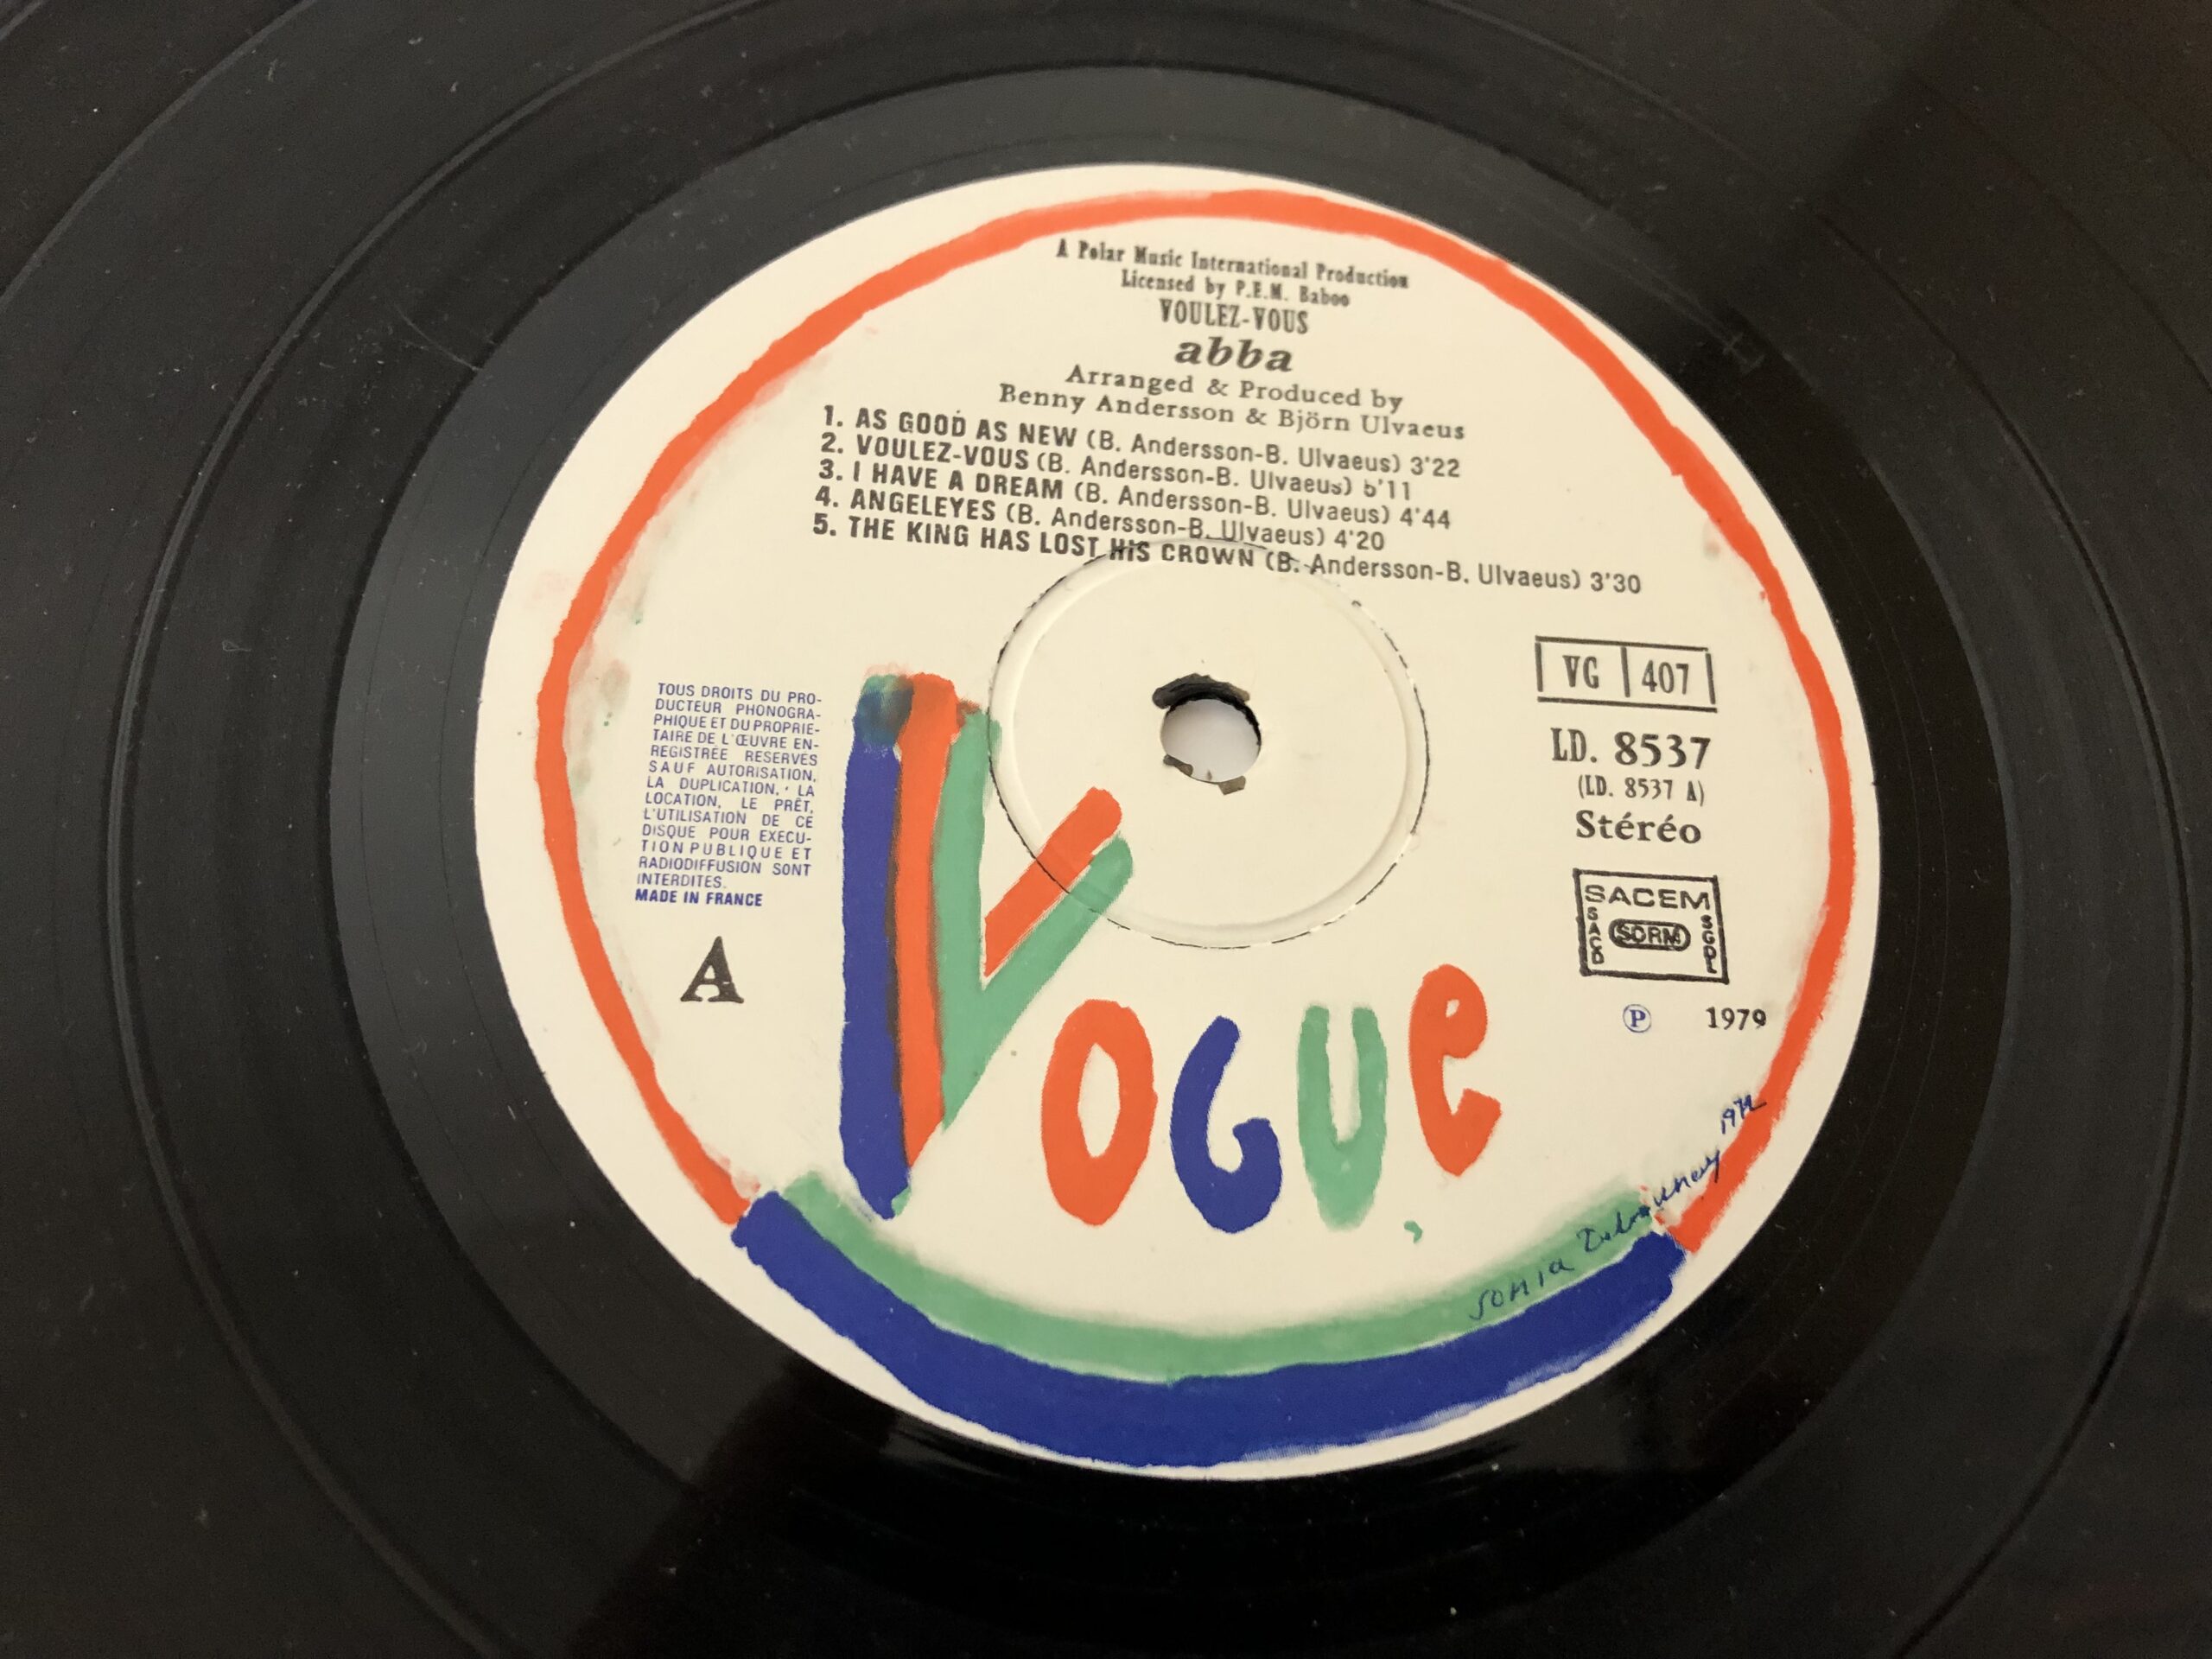 A Polar Music International Production
Licensed by P.E.M. Baboo
VOULEZ-VOUS
abba
Arranged & Produced by
Benny Andersson & Björn Ulvaeus
1. AS GOOD AS NEW (B. Andersson-B. Ulvaeus) 3'22
2. VOULEZ-VOUS (B. Andersson-B. Ulvaeus) 5'11
3. I HAVE A DREAM (B. Andersson-B. Ulvaeus) 4'44
4. ANGELEYES (B. Andersson-B. Ulvaeus) 4'20
5. THE KING HAS LOST HIS CROWN (B. Andersson-B. Ulvaeus) 3'30
TOUS DROITS DU PRO-
DUCTEUR PHONOGRA-
PHIQUE ET DU PROPRIE-
TAIRE DE L'ŒUVRE EN-
REGISTRÉE RESERVÉS
SAUF AUTORISATION,
LA DUPLICATION, LA
LOCATION, LE PRÊT,
L'UTILISATION DE CE
DISQUE POUR EXECU-
TION PUBLIQUE ET
RADIODIFFUSION SONT
INTERDITES.
MADE IN FRANCE
A
VG 407
LD. 8537
(LD. 8537 A)
Stéréo
SACEM
SACD
SDRM
SGDL
℗ 1979
VOGUe
sonia Delaunay 1972